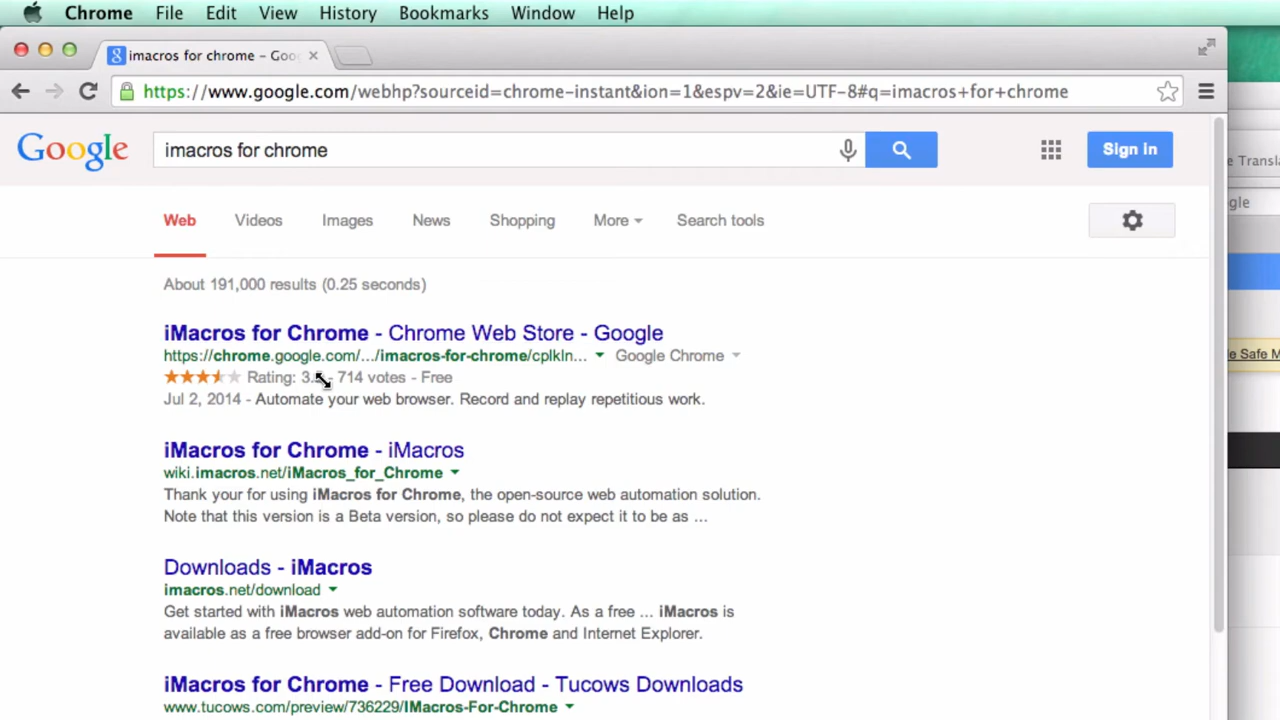 Chrome File Edit View History Bookmarks Window Help
imacros for chrome - Goo
https://www.google.com/webhp?sourceid=chrome-instant&ion=1&espv=2&ie=UTF-8#q=imacros+for+chrome
Google
imacros for chrome
Sign in
Web Videos Images News Shopping More Search tools
About 191,000 results (0.25 seconds)
iMacros for Chrome - Chrome Web Store - Google
https://chrome.google.com/.../imacros-for-chrome/cplkln... Google Chrome
Rating: - 714 votes - Free
Jul 2, 2014 - Automate your web browser. Record and replay repetitious work.
iMacros for Chrome - iMacros
wiki.imacros.net/iMacros_for_Chrome
Thank your for using iMacros for Chrome, the open-source web automation solution.
Note that this version is a Beta version, so please do not expect it to be as ...
Downloads - iMacros
imacros.net/download
Get started with iMacros web automation software today. As a free ... iMacros is
available as a free browser add-on for Firefox, Chrome and Internet Explorer.
iMacros for Chrome - Free Download - Tucows Downloads
www.tucows.com/preview/736229/IMacros-For-Chrome
e Transl
gle
e Safe M